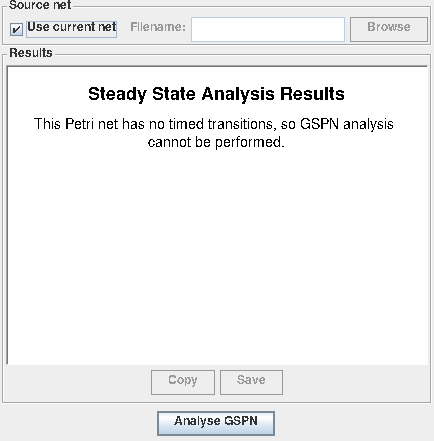 Source net
Use current net Filename: Browse
Results
Steady State Analysis Results
This Petri net has no timed transitions, so GSPN analysis
cannot be performed.
Copy Save
Analyse GSPN